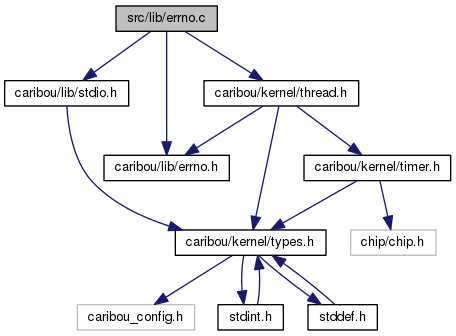 src/lib/errno.c
caribou/lib/stdio.h
caribou/kernel/thread.h
caribou/lib/errno.h
caribou/kernel/timer.h
caribou/kernel/types.h
chip/chip.h
caribou_config.h
stdint.h
stddef.h